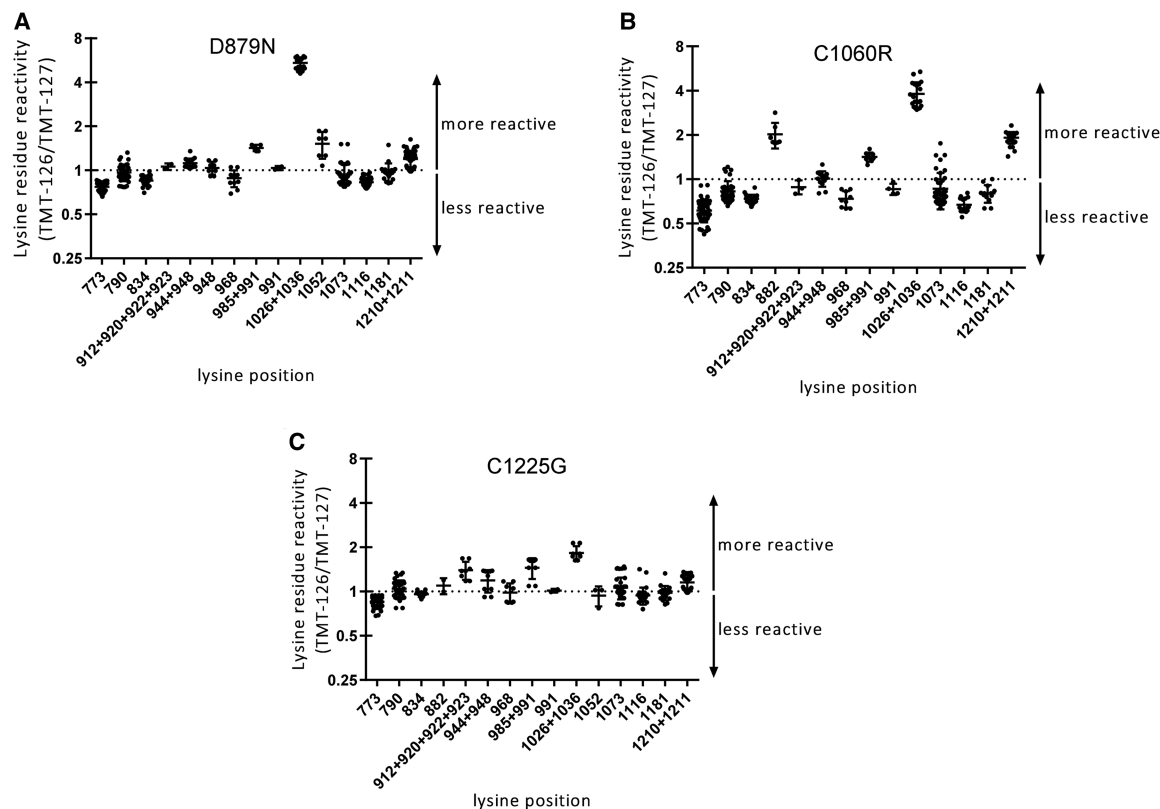 A
D879N
Lysine residue reactivity
(TMT-126/TMT-127)
8
4
2
1
0.5
0.25
more reactive
less reactive
773
790
834
912+920+922+923
944+948
948
968
985+991
991
1026+1036
1052
1073
1116
1181
1210+1211
lysine position
B
C1060R
Lysine residue reactivity
(TMT-126/TMT-127)
8
4
2
1
0.5
0.25
more reactive
less reactive
773
790
834
882
912+920+922+923
944+948
968
985+991
991
1026+1036
1073
1116
1181
1210+1211
lysine position
C
C1225G
Lysine residue reactivity
(TMT-126/TMT-127)
8
4
2
1
0.5
0.25
more reactive
less reactive
773
790
834
882
912+920+922+923
944+948
968
985+991
991
1026+1036
1052
1073
1116
1181
1210+1211
lysine position